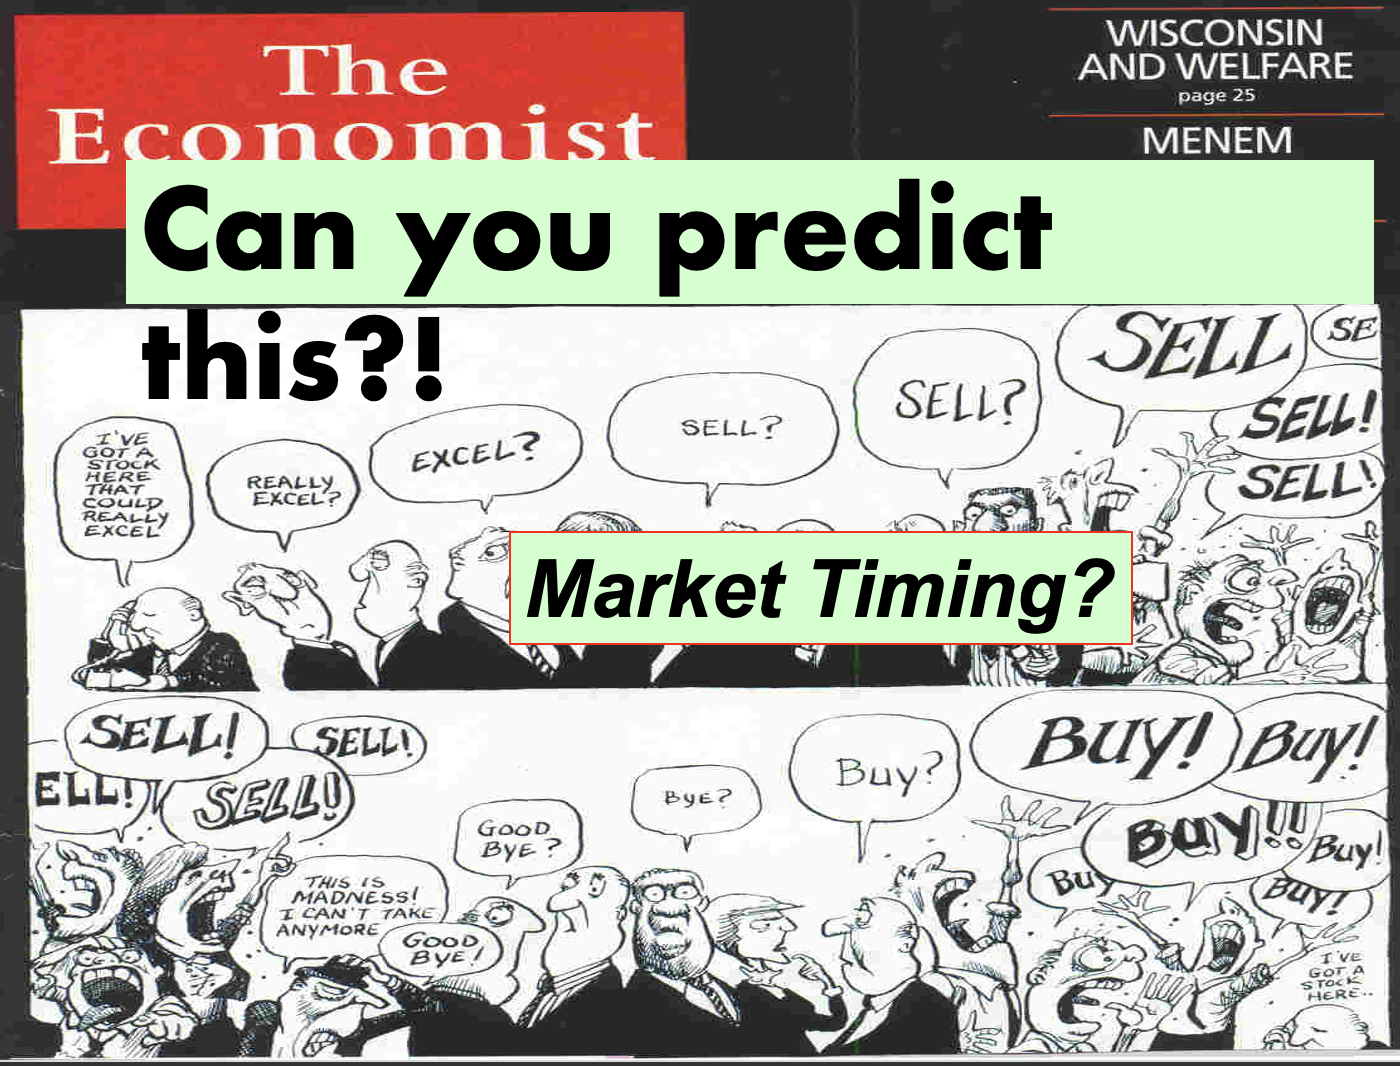 The
Economist
WISCONSIN
AND WELFARE
page 25
MENEM
Can you predict
this?!
I'VE
GOT A
STOCK
HERE
THAT
COULD
REALLY
EXCEL
REALLY
EXCEL?
EXCEL?
SELL?
SELL?
SELL
SE
SELL!
SELL!
Market Timing?
SELL!
SELL!
ELL!
SELL!
THIS IS
MADNESS!
I CAN'T TAKE
ANYMORE
GOOD
BYE!
GOOD
BYE?
BYE?
BUY?
BUY!
BUY!
BUY!!
BUY!
BUY
BUY!
I'VE
GOT A
STOCK
HERE..